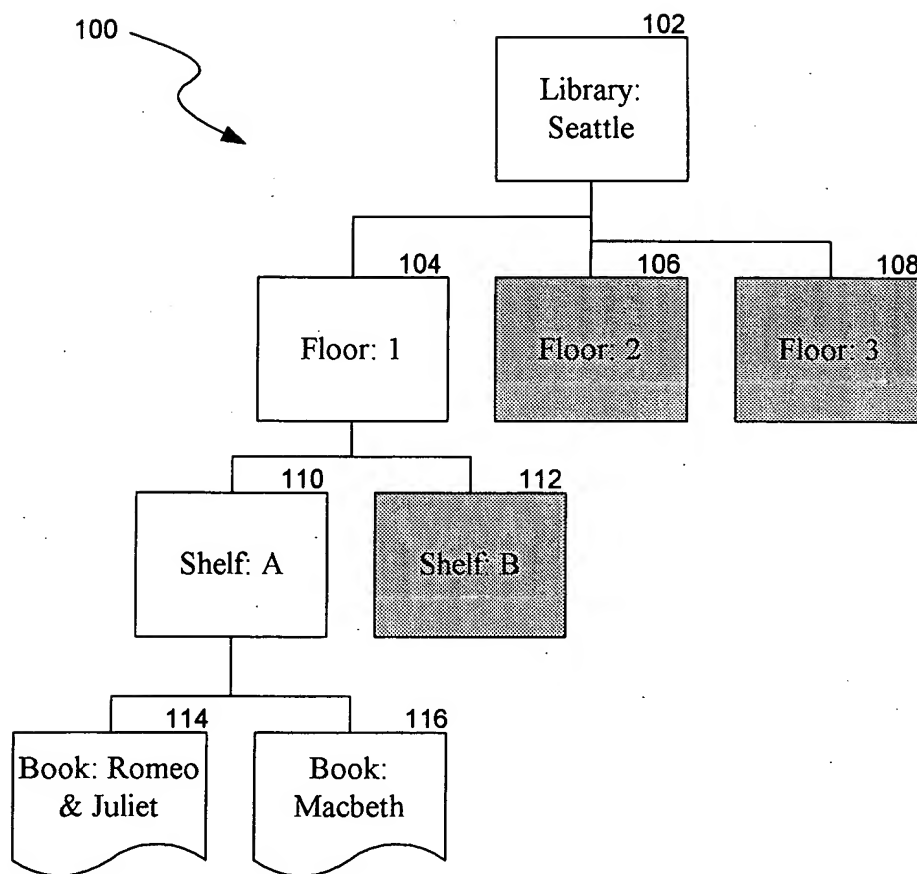 100
102
Library:
Seattle
104
106
108
Floor: 1
Floor: 2
Floor: 3
110
112
Shelf: A
Shelf: B
114
116
Book: Romeo
& Juliet
Book:
Macbeth